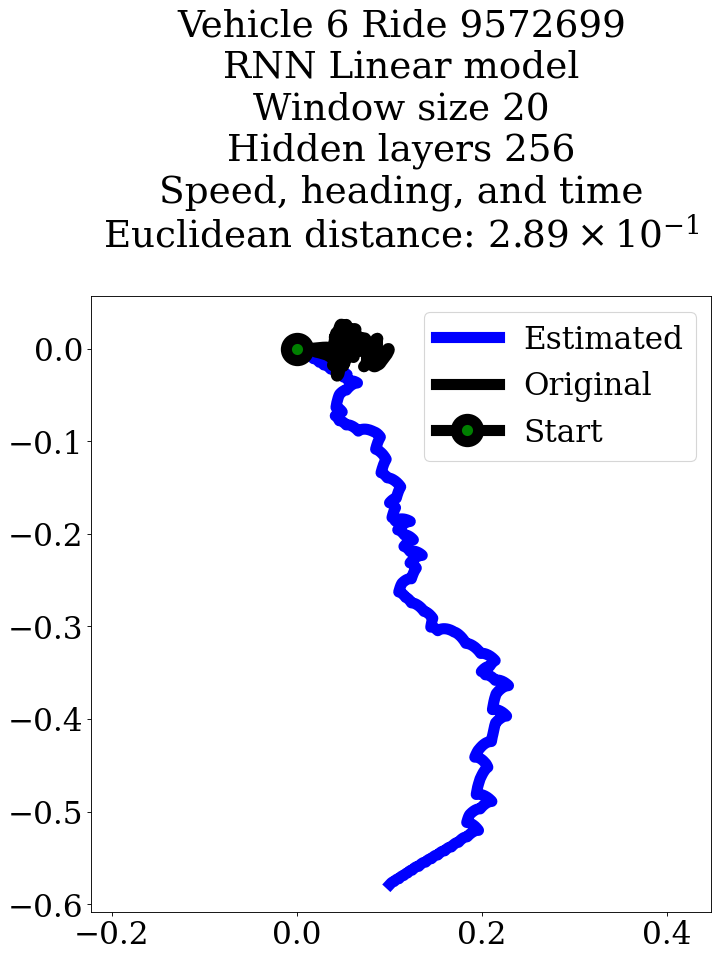 Vehicle 6 Ride 9572699
RNN Linear model
Window size 20
Hidden layers 256
Speed, heading, and time
Euclidean distance: 2.89 × 10⁻¹
Estimated
Original
Start
0.0
−0.1
−0.2
−0.3
−0.4
−0.5
−0.6
−0.2 0.0 0.2 0.4